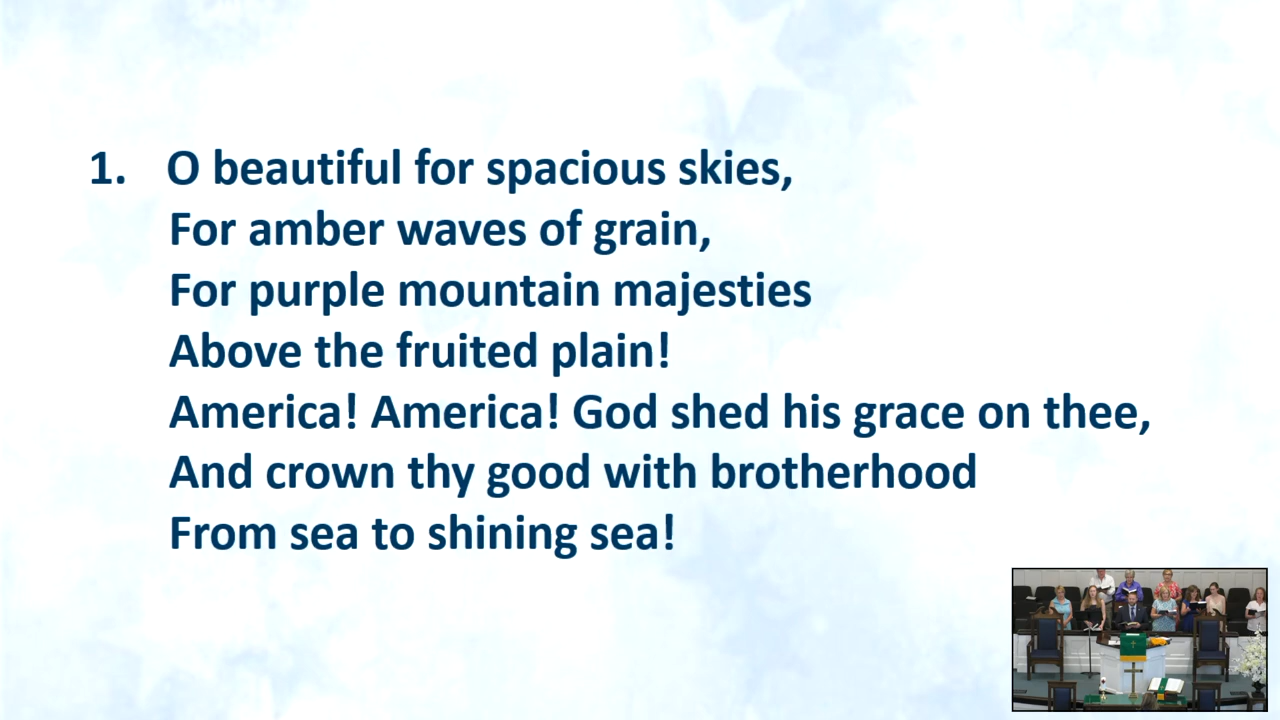 1. O beautiful for spacious skies,
For amber waves of grain,
For purple mountain majesties
Above the fruited plain!
America! America! God shed his grace on thee,
And crown thy good with brotherhood
From sea to shining sea!